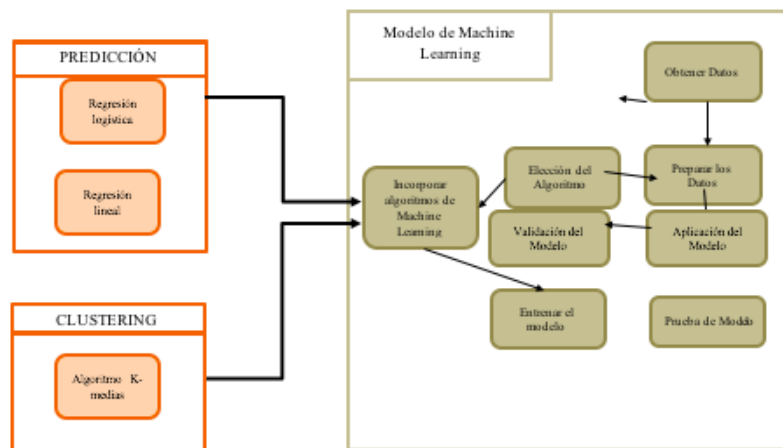 PREDICCIÓN
Regresión
logística
Regresión
lineal
CLUSTERING
Algoritmo K-
medias
Modelo de Machine
Learning
Obtener Datos
Incorporar
algoritmos de
Machine
Learning
Elección del
Algoritmo
Preparar los
Datos
Validación del
Modelo
Aplicación del
Modelo
Entrenar el
modelo
Prueba de Modelo